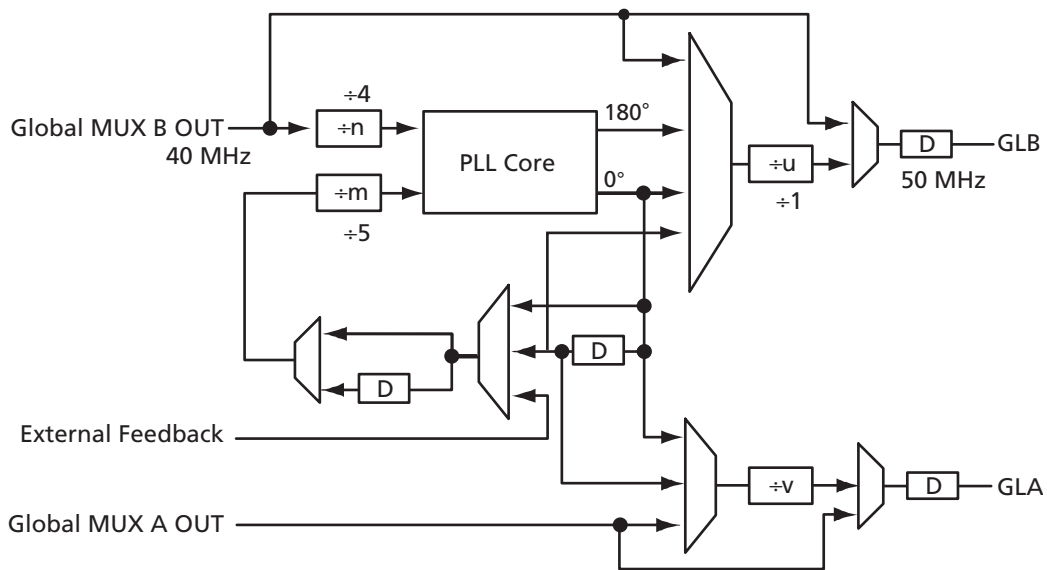 ÷4
Global MUX B OUT
÷n
180°
40 MHz
PLL Core
÷m
0°
÷5
÷u
÷1
D
GLB
50 MHz
D
D
External Feedback
÷v
D
GLA
Global MUX A OUT